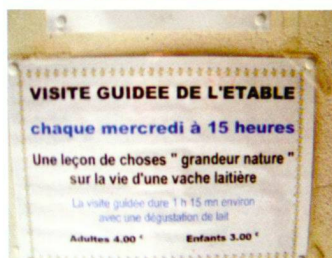 VISITE GUIDEE DE L'ETABLE
chaque mercredi à 15 heures
Une leçon de choses " grandeur nature "
sur la vie d'une vache laitière
La visite guidée dure 1 h 15 mn environ
avec une dégustation de lait
Adultes 4.00 € Enfants 3.00 €